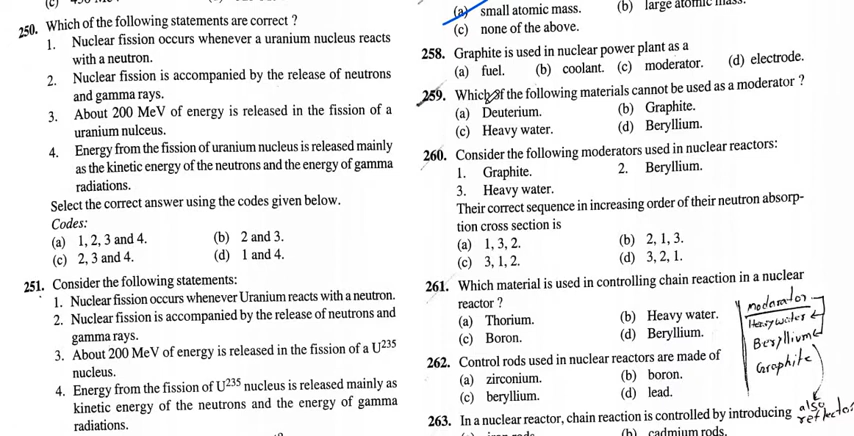 250. Which of the following statements are correct ?
1. Nuclear fission occurs whenever a uranium nucleus reacts
with a neutron.
2. Nuclear fission is accompanied by the release of neutrons
and gamma rays.
3. About 200 MeV of energy is released in the fission of a
uranium nulceus.
4. Energy from the fission of uranium nucleus is released mainly
as the kinetic energy of the neutrons and the energy of gamma
radiations.
Select the correct answer using the codes given below.
Codes:
(a) 1, 2, 3 and 4. (b) 2 and 3.
(c) 2, 3 and 4. (d) 1 and 4.
251. Consider the following statements:
1. Nuclear fission occurs whenever Uranium reacts with a neutron.
2. Nuclear fission is accompanied by the release of neutrons and
gamma rays.
3. About 200 MeV of energy is released in the fission of a U235
nucleus.
4. Energy from the fission of U235 nucleus is released mainly as
kinetic energy of the neutrons and the energy of gamma
radiations.
(a) small atomic mass. (b) large atomic mass.
(c) none of the above.
258. Graphite is used in nuclear power plant as a
(a) fuel. (b) coolant. (c) moderator. (d) electrode.
259. Which of the following materials cannot be used as a moderator ?
(a) Deuterium. (b) Graphite.
(c) Heavy water. (d) Beryllium.
260. Consider the following moderators used in nuclear reactors:
1. Graphite. 2. Beryllium.
3. Heavy water.
Their correct sequence in increasing order of their neutron absorp-
tion cross section is
(a) 1, 3, 2. (b) 2, 1, 3.
(c) 3, 1, 2. (d) 3, 2, 1.
261. Which material is used in controlling chain reaction in a nuclear
reactor ?
(a) Thorium. (b) Heavy water.
(c) Boron. (d) Beryllium.
262. Control rods used in nuclear reactors are made of
(a) zirconium. (b) boron.
(c) beryllium. (d) lead.
263. In a nuclear reactor, chain reaction is controlled by introducing
(b) cadmium rods.
moderator
Heavy water
Beryllium
Graphite
also
reflector